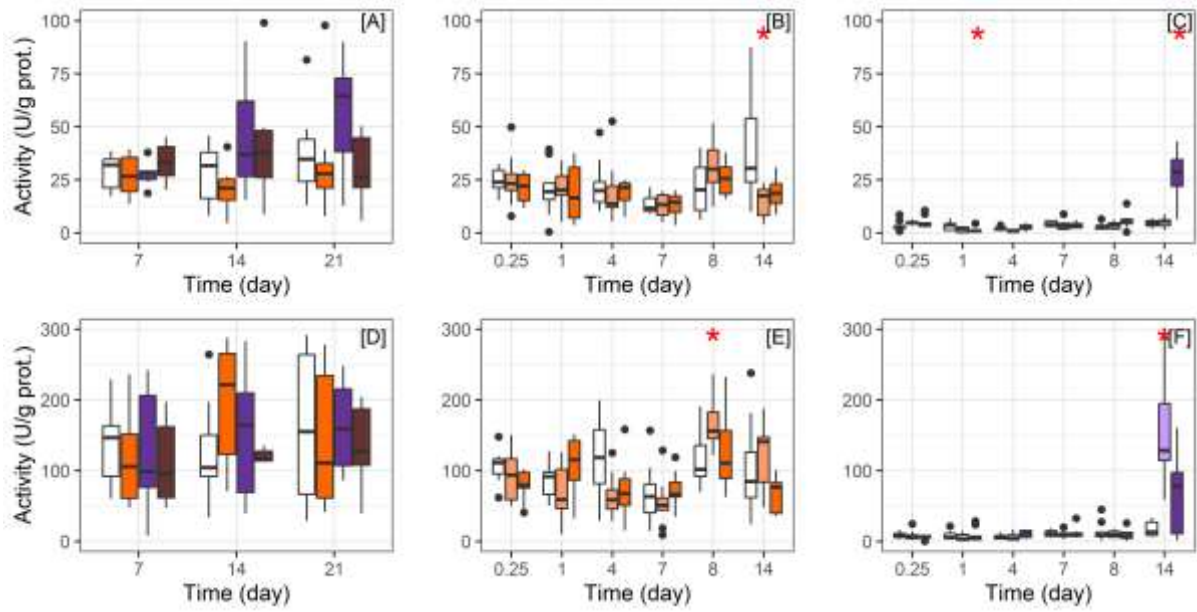 [A] [B] [C]
100 100 100
75 75 75
50 50 50
25 25 25
0 0 0
Activity (U/g prot.)
7 14 21 0.25 1 4 7 8 14 0.25 1 4 7 8 14
Time (day) Time (day) Time (day)
[D] [E] [F]
300 300 300
200 200 200
100 100 100
0 0 0
Activity (U/g prot.)
7 14 21 0.25 1 4 7 8 14 0.25 1 4 7 8 14
Time (day) Time (day) Time (day)